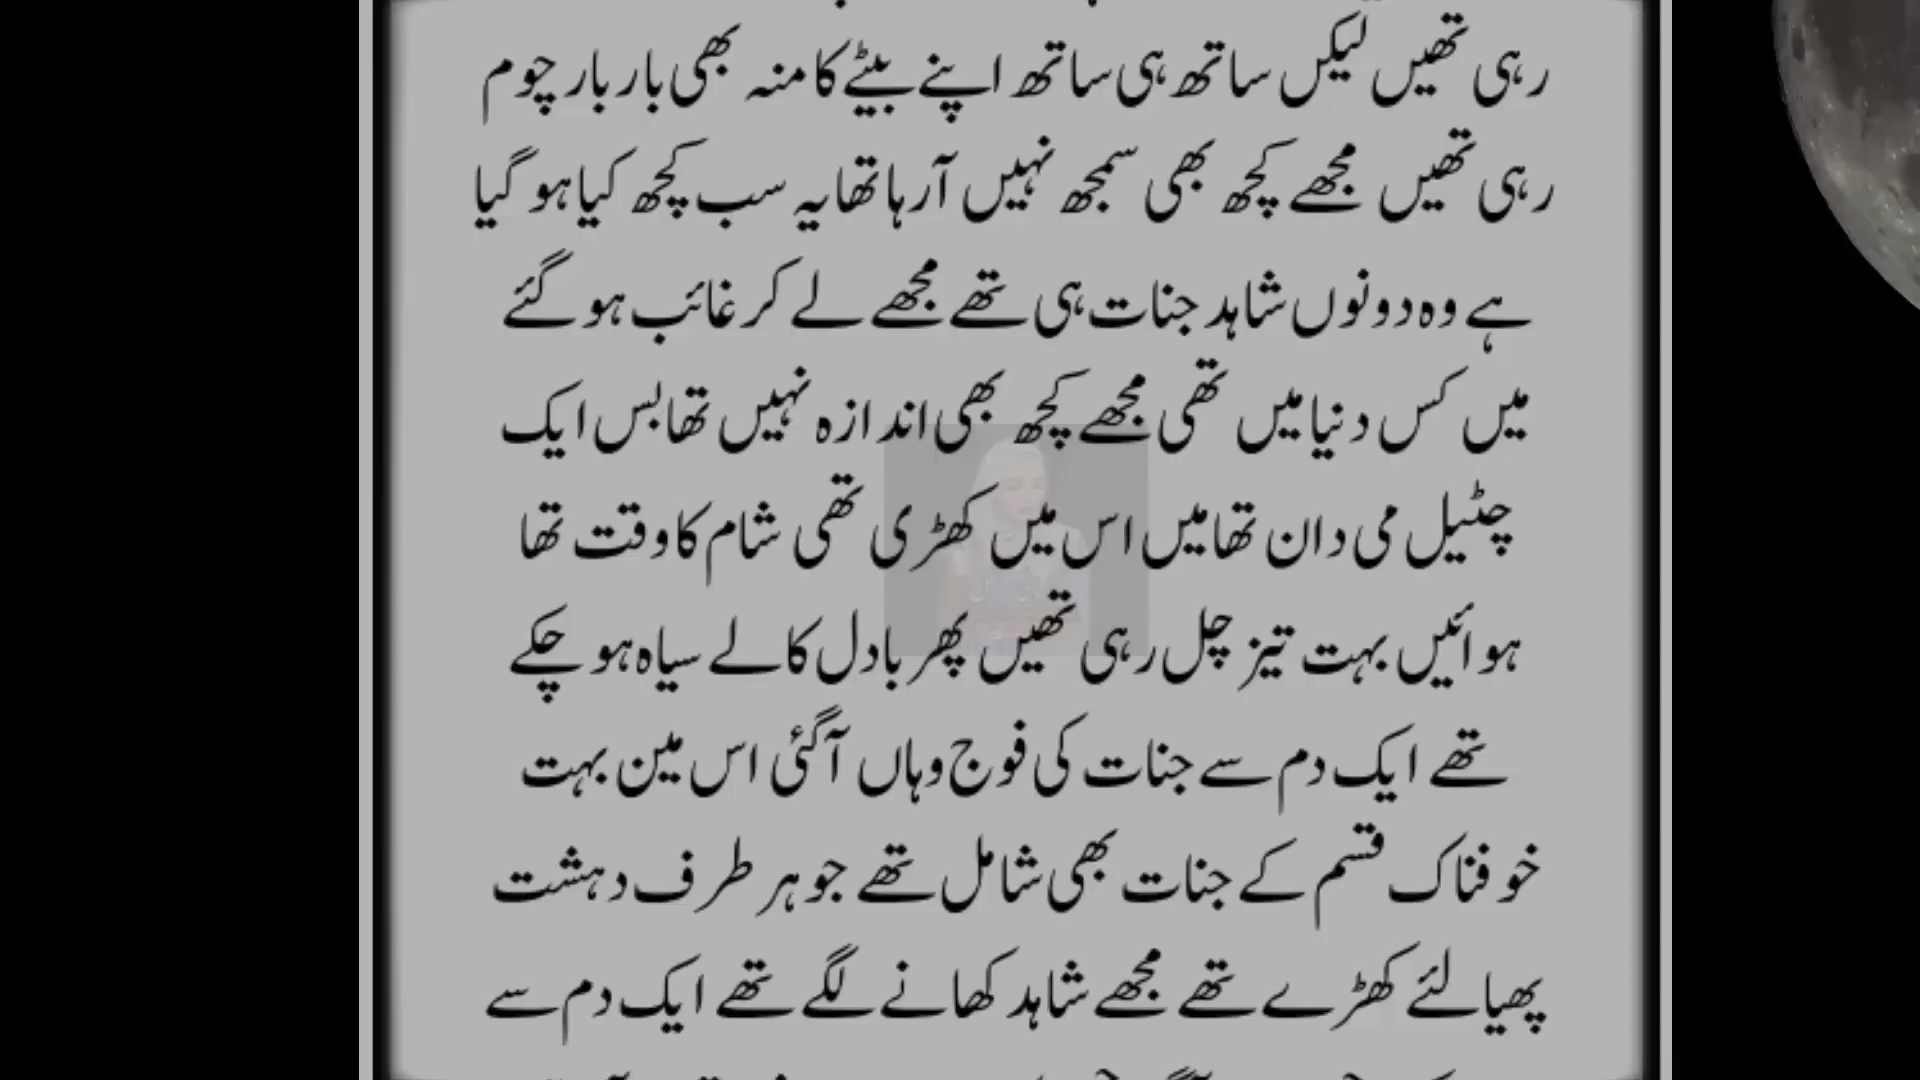 رہی تھیں لیکن ساتھ ہی ساتھ اپنے بیٹے کا منہ بھی بار بار چوم
رہی تھیں مجھے کچھ بھی سمجھ نہیں آرہا تھا یہ سب کچھ کیا ہو گیا
ہے وہ دونوں شاہد جنات ہی تھے مجھے لے کر غائب ہو گئے
میں کس دنیا میں تھی مجھے کچھ بھی اندازہ نہیں تھا بس ایک
چٹیل می دان تھا میں اس میں کھڑی تھی شام کا وقت تھا
ہوائیں بہت تیز چل رہی تھیں پھر بادل کالے سیاہ ہو چکے
تھے ایک دم سے جنات کی فوج وہاں آگئی اس مین بہت
خوفناک قسم کے جنات بھی شامل تھے جو ہر طرف دہشت
پھیالئے کھڑے تھے مجھے شاہد کھانے لگے تھے ایک دم سے